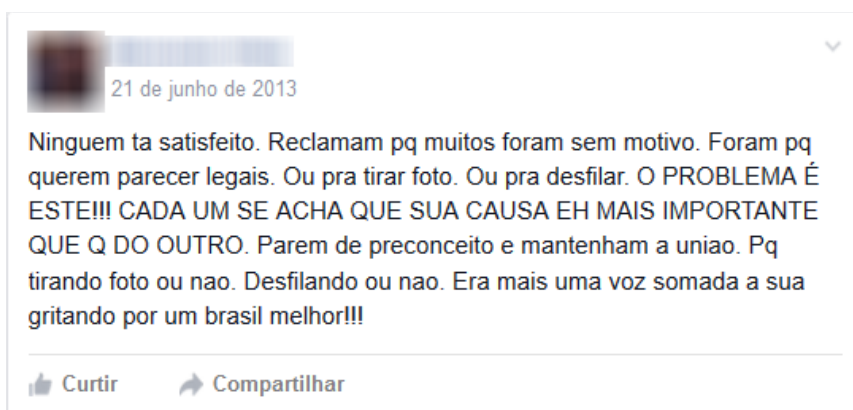 21 de junho de 2013
Ninguem ta satisfeito. Reclamam pq muitos foram sem motivo. Foram pq
querem parecer legais. Ou pra tirar foto. Ou pra desfilar. O PROBLEMA É
ESTE!!! CADA UM SE ACHA QUE SUA CAUSA EH MAIS IMPORTANTE
QUE Q DO OUTRO. Parem de preconceito e mantenham a uniao. Pq
tirando foto ou nao. Desfilando ou nao. Era mais uma voz somada a sua
gritando por um brasil melhor!!!
Curtir Compartilhar